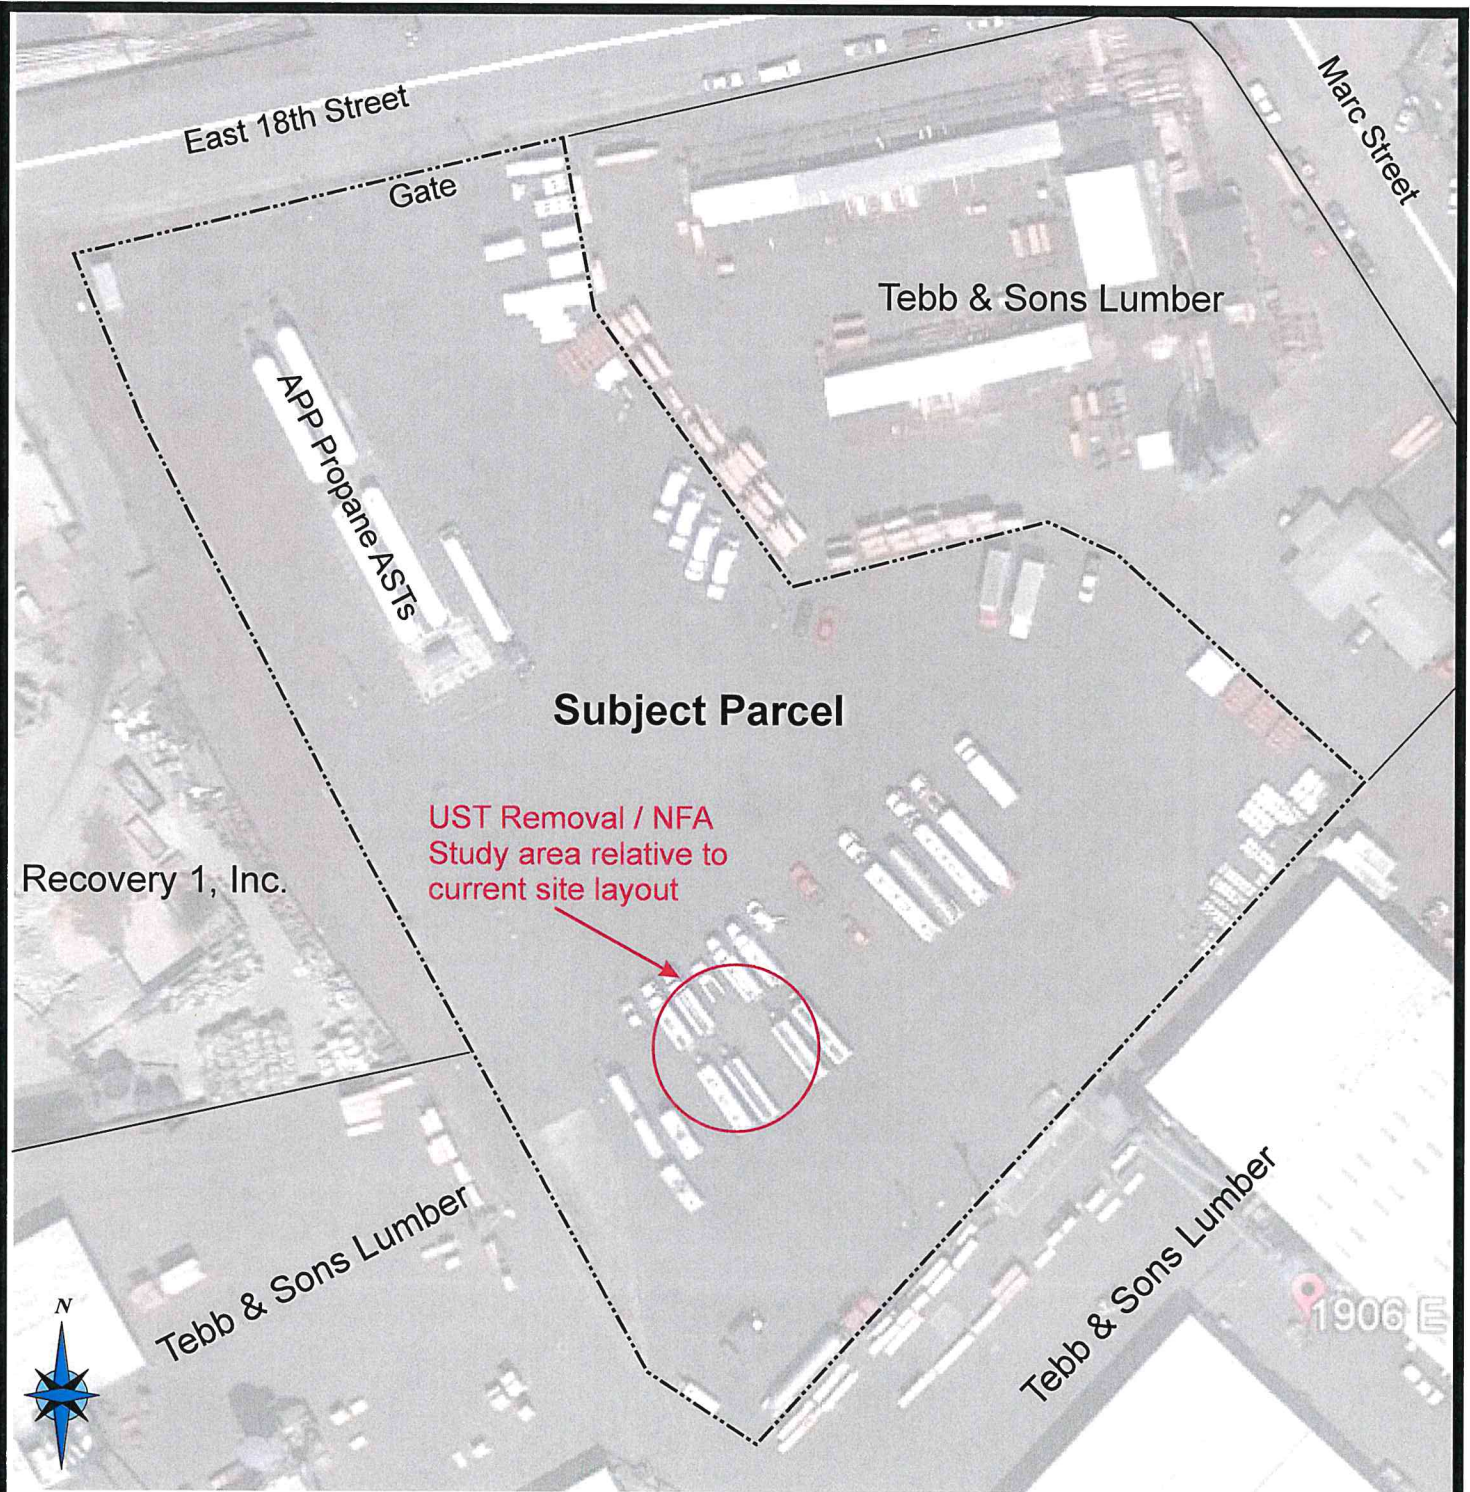 East 18th Street
Marc Street
Gate
Tebb & Sons Lumber
APP Propane ASTs
Subject Parcel
UST Removal / NFA
Study area relative to
current site layout
Recovery 1, Inc.
Tebb & Sons Lumber
Tebb & Sons Lumber
1906 E
N